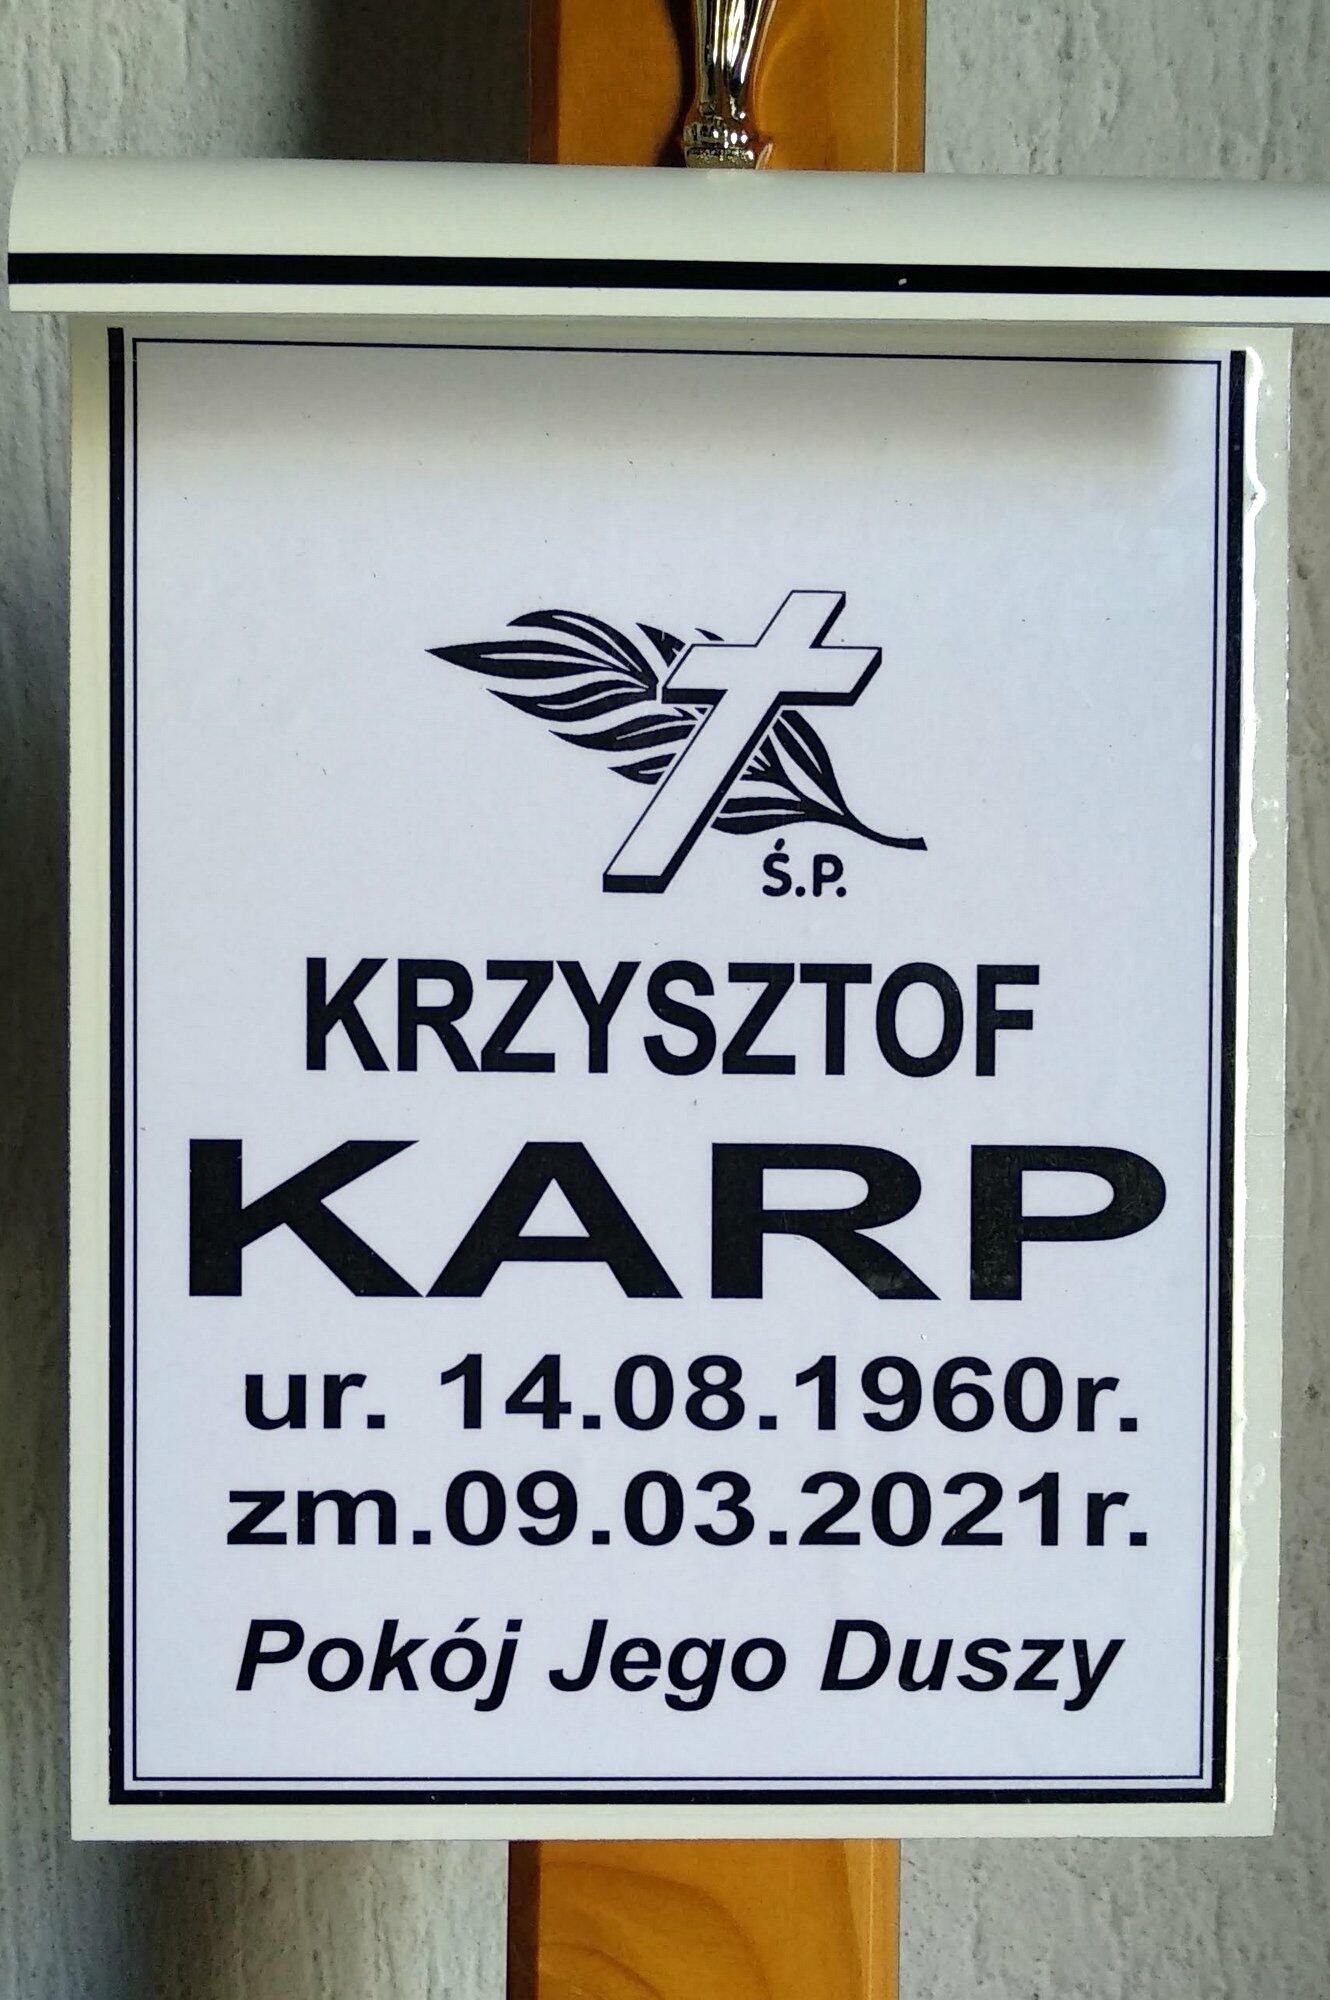 Ś.P.
KRZYSZTOF
KARP
ur. 14.08.1960r.
zm.09.03.2021r.
Pokój Jego Duszy